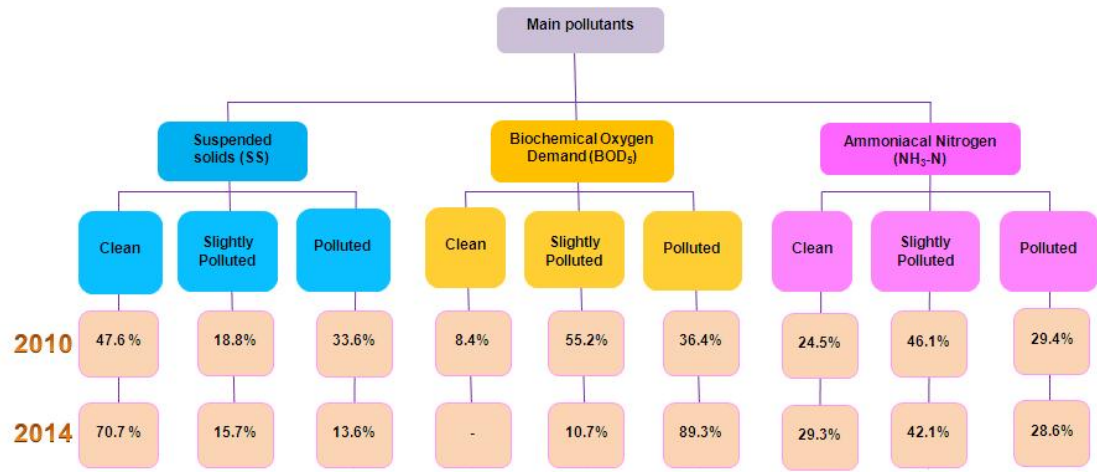 Main pollutants
Suspended
solids (SS)
Biochemical Oxygen
Demand (BOD₅)
Ammoniacal Nitrogen
(NH₃-N)
Clean
Slightly
Polluted
Polluted
Clean
Slightly
Polluted
Polluted
Clean
Slightly
Polluted
Polluted
2010
47.6 %
18.8%
33.6%
8.4%
55.2%
36.4%
24.5%
46.1%
29.4%
2014
70.7 %
15.7%
13.6%
-
10.7%
89.3%
29.3%
42.1%
28.6%